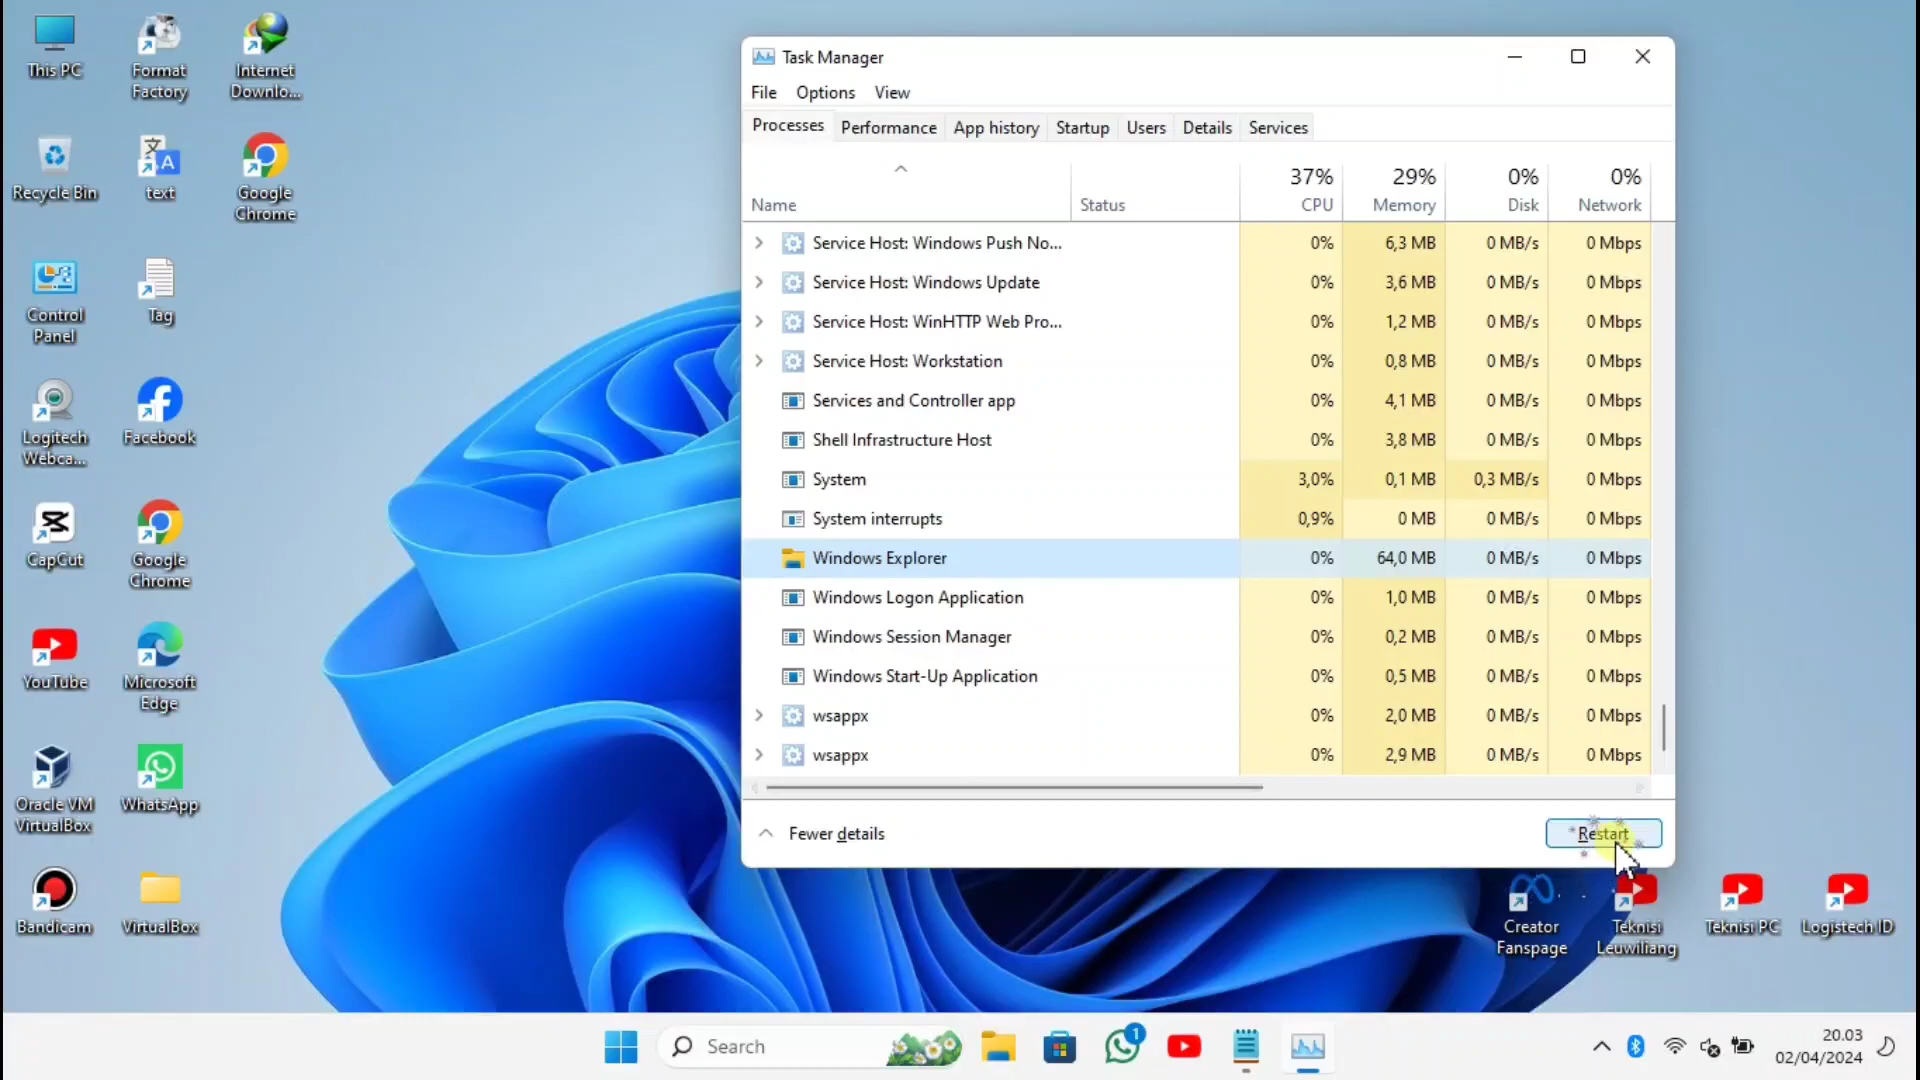 This PC
Format
Factory
Internet
Downlo...
Recycle Bin
text
Google
Chrome
Control
Panel
Tag
Logitech
Webca...
Facebook
CapCut
Google
Chrome
YouTube
Microsoft
Edge
Oracle VM
VirtualBox
WhatsApp
Bandicam
VirtualBox
Task Manager
File Options View
Processes Performance App history Startup Users Details Services
37% 29% 0% 0%
Name Status CPU Memory Disk Network
Service Host: Windows Push No... 0% 6,3 MB 0 MB/s 0 Mbps
Service Host: Windows Update 0% 3,6 MB 0 MB/s 0 Mbps
Service Host: WinHTTP Web Pro... 0% 1,2 MB 0 MB/s 0 Mbps
Service Host: Workstation 0% 0,8 MB 0 MB/s 0 Mbps
Services and Controller app 0% 4,1 MB 0 MB/s 0 Mbps
Shell Infrastructure Host 0% 3,8 MB 0 MB/s 0 Mbps
System 3,0% 0,1 MB 0,3 MB/s 0 Mbps
System interrupts 0,9% 0 MB 0 MB/s 0 Mbps
Windows Explorer 0% 64,0 MB 0 MB/s 0 Mbps
Windows Logon Application 0% 1,0 MB 0 MB/s 0 Mbps
Windows Session Manager 0% 0,2 MB 0 MB/s 0 Mbps
Windows Start-Up Application 0% 0,5 MB 0 MB/s 0 Mbps
wsappx 0% 2,0 MB 0 MB/s 0 Mbps
wsappx 0% 2,9 MB 0 MB/s 0 Mbps
Fewer details Restart
Creator
Fanspage
Teknisi
Leuwiliang
Teknisi PC
Logistech ID
Search
1
20.03
02/04/2024